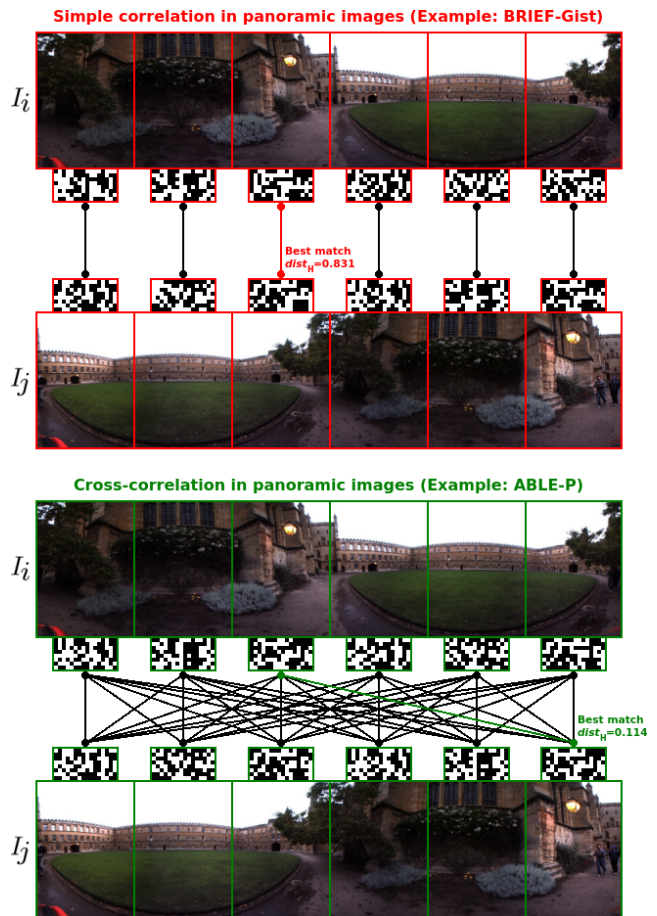 Simple correlation in panoramic images (Example: BRIEF-Gist)
I_i
Best match
dist_H=0.831
I_j
Cross-correlation in panoramic images (Example: ABLE-P)
I_i
Best match
dist_H=0.114
I_j